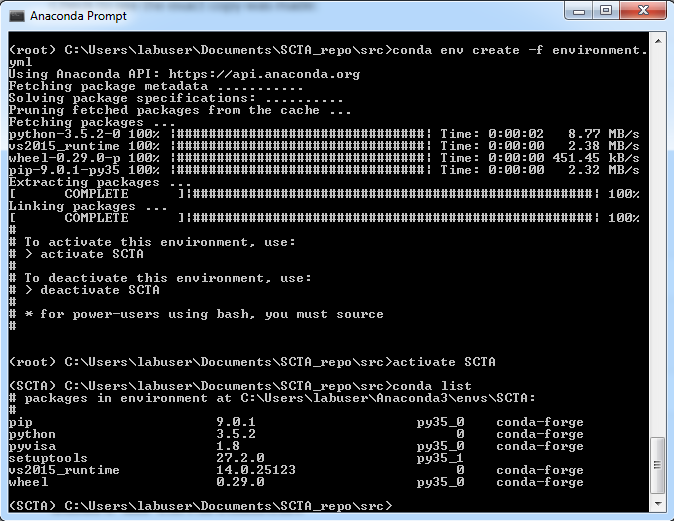 Anaconda Prompt
(root) C:\Users\labuser\Documents\SCTA_repo\src>conda env create -f environment.
yml
Using Anaconda API: https://api.anaconda.org
Fetching package metadata ...........
Solving package specifications: ..........
Pruning fetched packages from the cache ...
Fetching packages ...
python-3.5.2-0 100% |###############################| Time: 0:00:02   8.77 MB/s
vs2015_runtime 100% |###############################| Time: 0:00:00   2.38 MB/s
wheel-0.29.0-p 100% |###############################| Time: 0:00:00 451.45 kB/s
pip-9.0.1-py35 100% |###############################| Time: 0:00:00   2.32 MB/s
Extracting packages ...
[      COMPLETE      ]|##################################################| 100%
Linking packages ...
[      COMPLETE      ]|##################################################| 100%
#
# To activate this environment, use:
# > activate SCTA
#
# To deactivate this environment, use:
# > deactivate SCTA
#
# * for power-users using bash, you must source
#
(root) C:\Users\labuser\Documents\SCTA_repo\src>activate SCTA
(SCTA) C:\Users\labuser\Documents\SCTA_repo\src>conda list
# packages in environment at C:\Users\labuser\Anaconda3\envs\SCTA:
#
pip                       9.0.1                    py35_0    conda-forge
python                    3.5.2                         0    conda-forge
pyvisa                    1.8                      py35_0    conda-forge
setuptools                27.2.0                   py35_1
vs2015_runtime            14.0.25123                    0    conda-forge
wheel                     0.29.0                   py35_0    conda-forge
(SCTA) C:\Users\labuser\Documents\SCTA_repo\src>